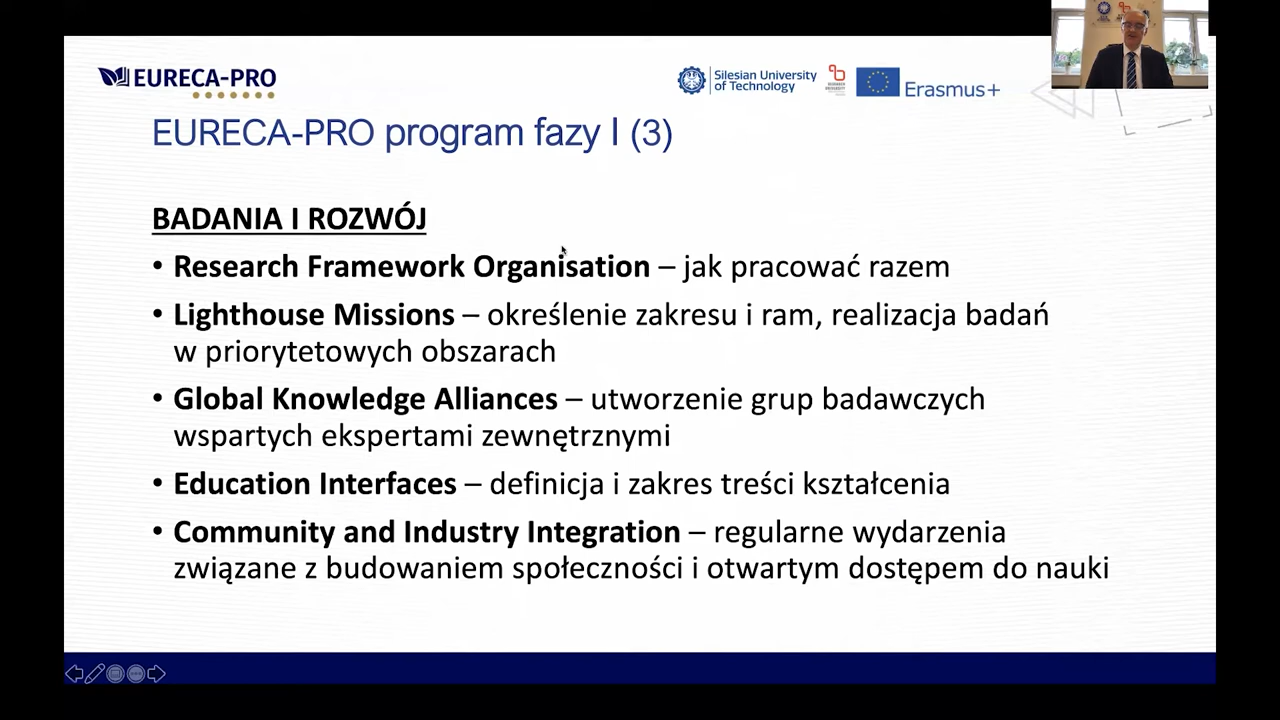 EURECA-PRO
Silesian University
of Technology
Erasmus+
EURECA-PRO program fazy I (3)
BADANIA I ROZWÓJ
• Research Framework Organisation – jak pracować razem
• Lighthouse Missions – określenie zakresu i ram, realizacja badań
w priorytetowych obszarach
• Global Knowledge Alliances – utworzenie grup badawczych
wspartych ekspertami zewnętrznymi
• Education Interfaces – definicja i zakres treści kształcenia
• Community and Industry Integration – regularne wydarzenia
związane z budowaniem społeczności i otwartym dostępem do nauki